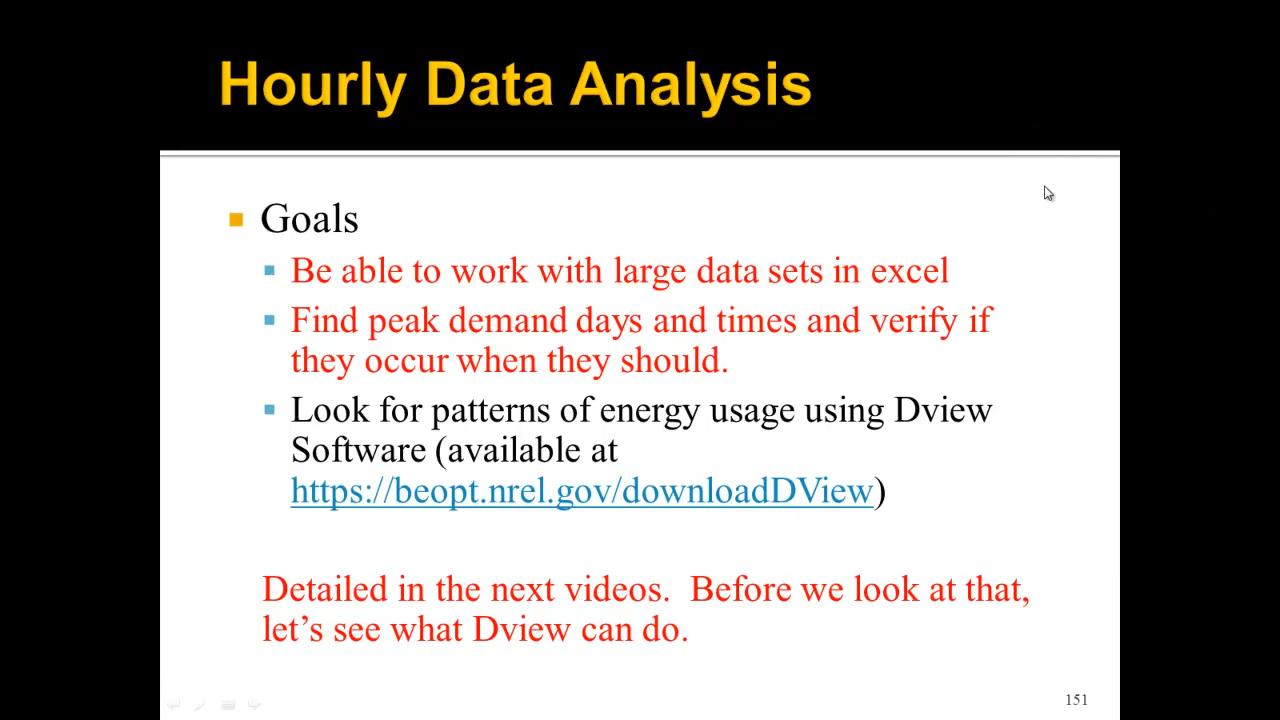 Hourly Data Analysis
Goals
Be able to work with large data sets in excel
Find peak demand days and times and verify if
they occur when they should.
Look for patterns of energy usage using Dview
Software (available at
https://beopt.nrel.gov/downloadDView)
Detailed in the next videos.  Before we look at that,
let’s see what Dview can do.
151